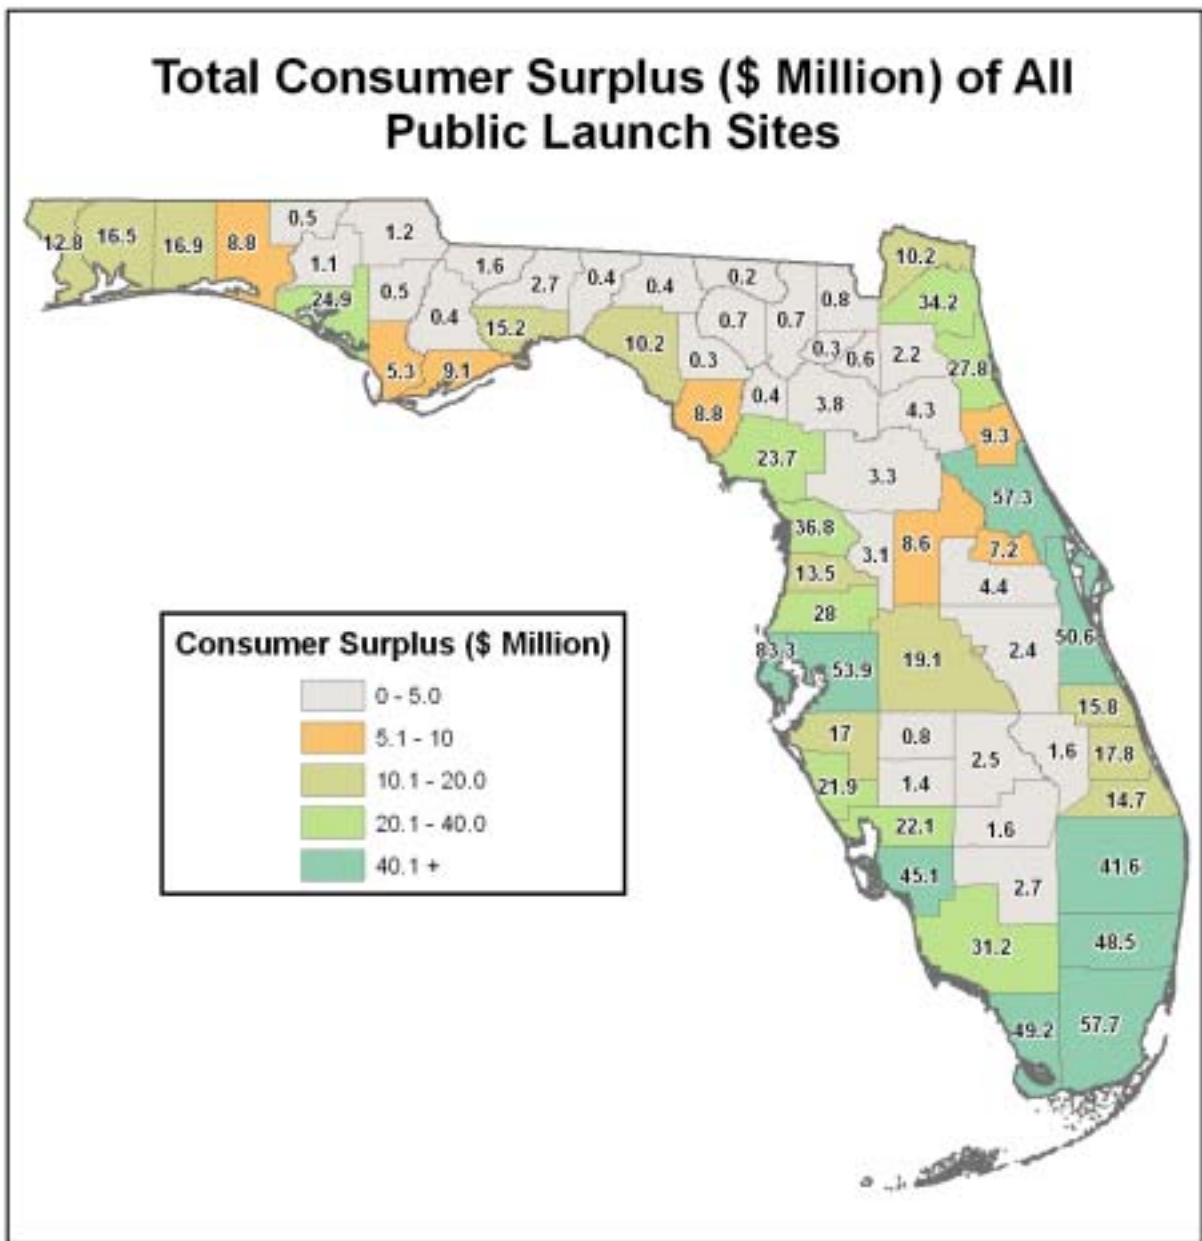 Total Consumer Surplus ($ Million) of All
Public Launch Sites
12.8 16.5 16.9 8.8 0.5 1.2
1.1 1.6 2.7 0.4 0.4 0.2 10.2
24.9 0.5 0.4 15.2 10.2 0.7 0.7 0.8 34.2
5.3 9.1 0.3 0.3 0.6 2.2 27.8
8.8 0.4 3.8 4.3 9.3
23.7 3.3 57.3
36.8 3.1 8.6 7.2
13.5 4.4
28
83.3 53.9 19.1 2.4 50.6
15.8
17 0.8 2.5 1.6 17.8
21.9 1.4 14.7
22.1 1.6
45.1 2.7 41.6
31.2 48.5
49.2 57.7
Consumer Surplus ($ Million)
0 - 5.0
5.1 - 10
10.1 - 20.0
20.1 - 40.0
40.1 +